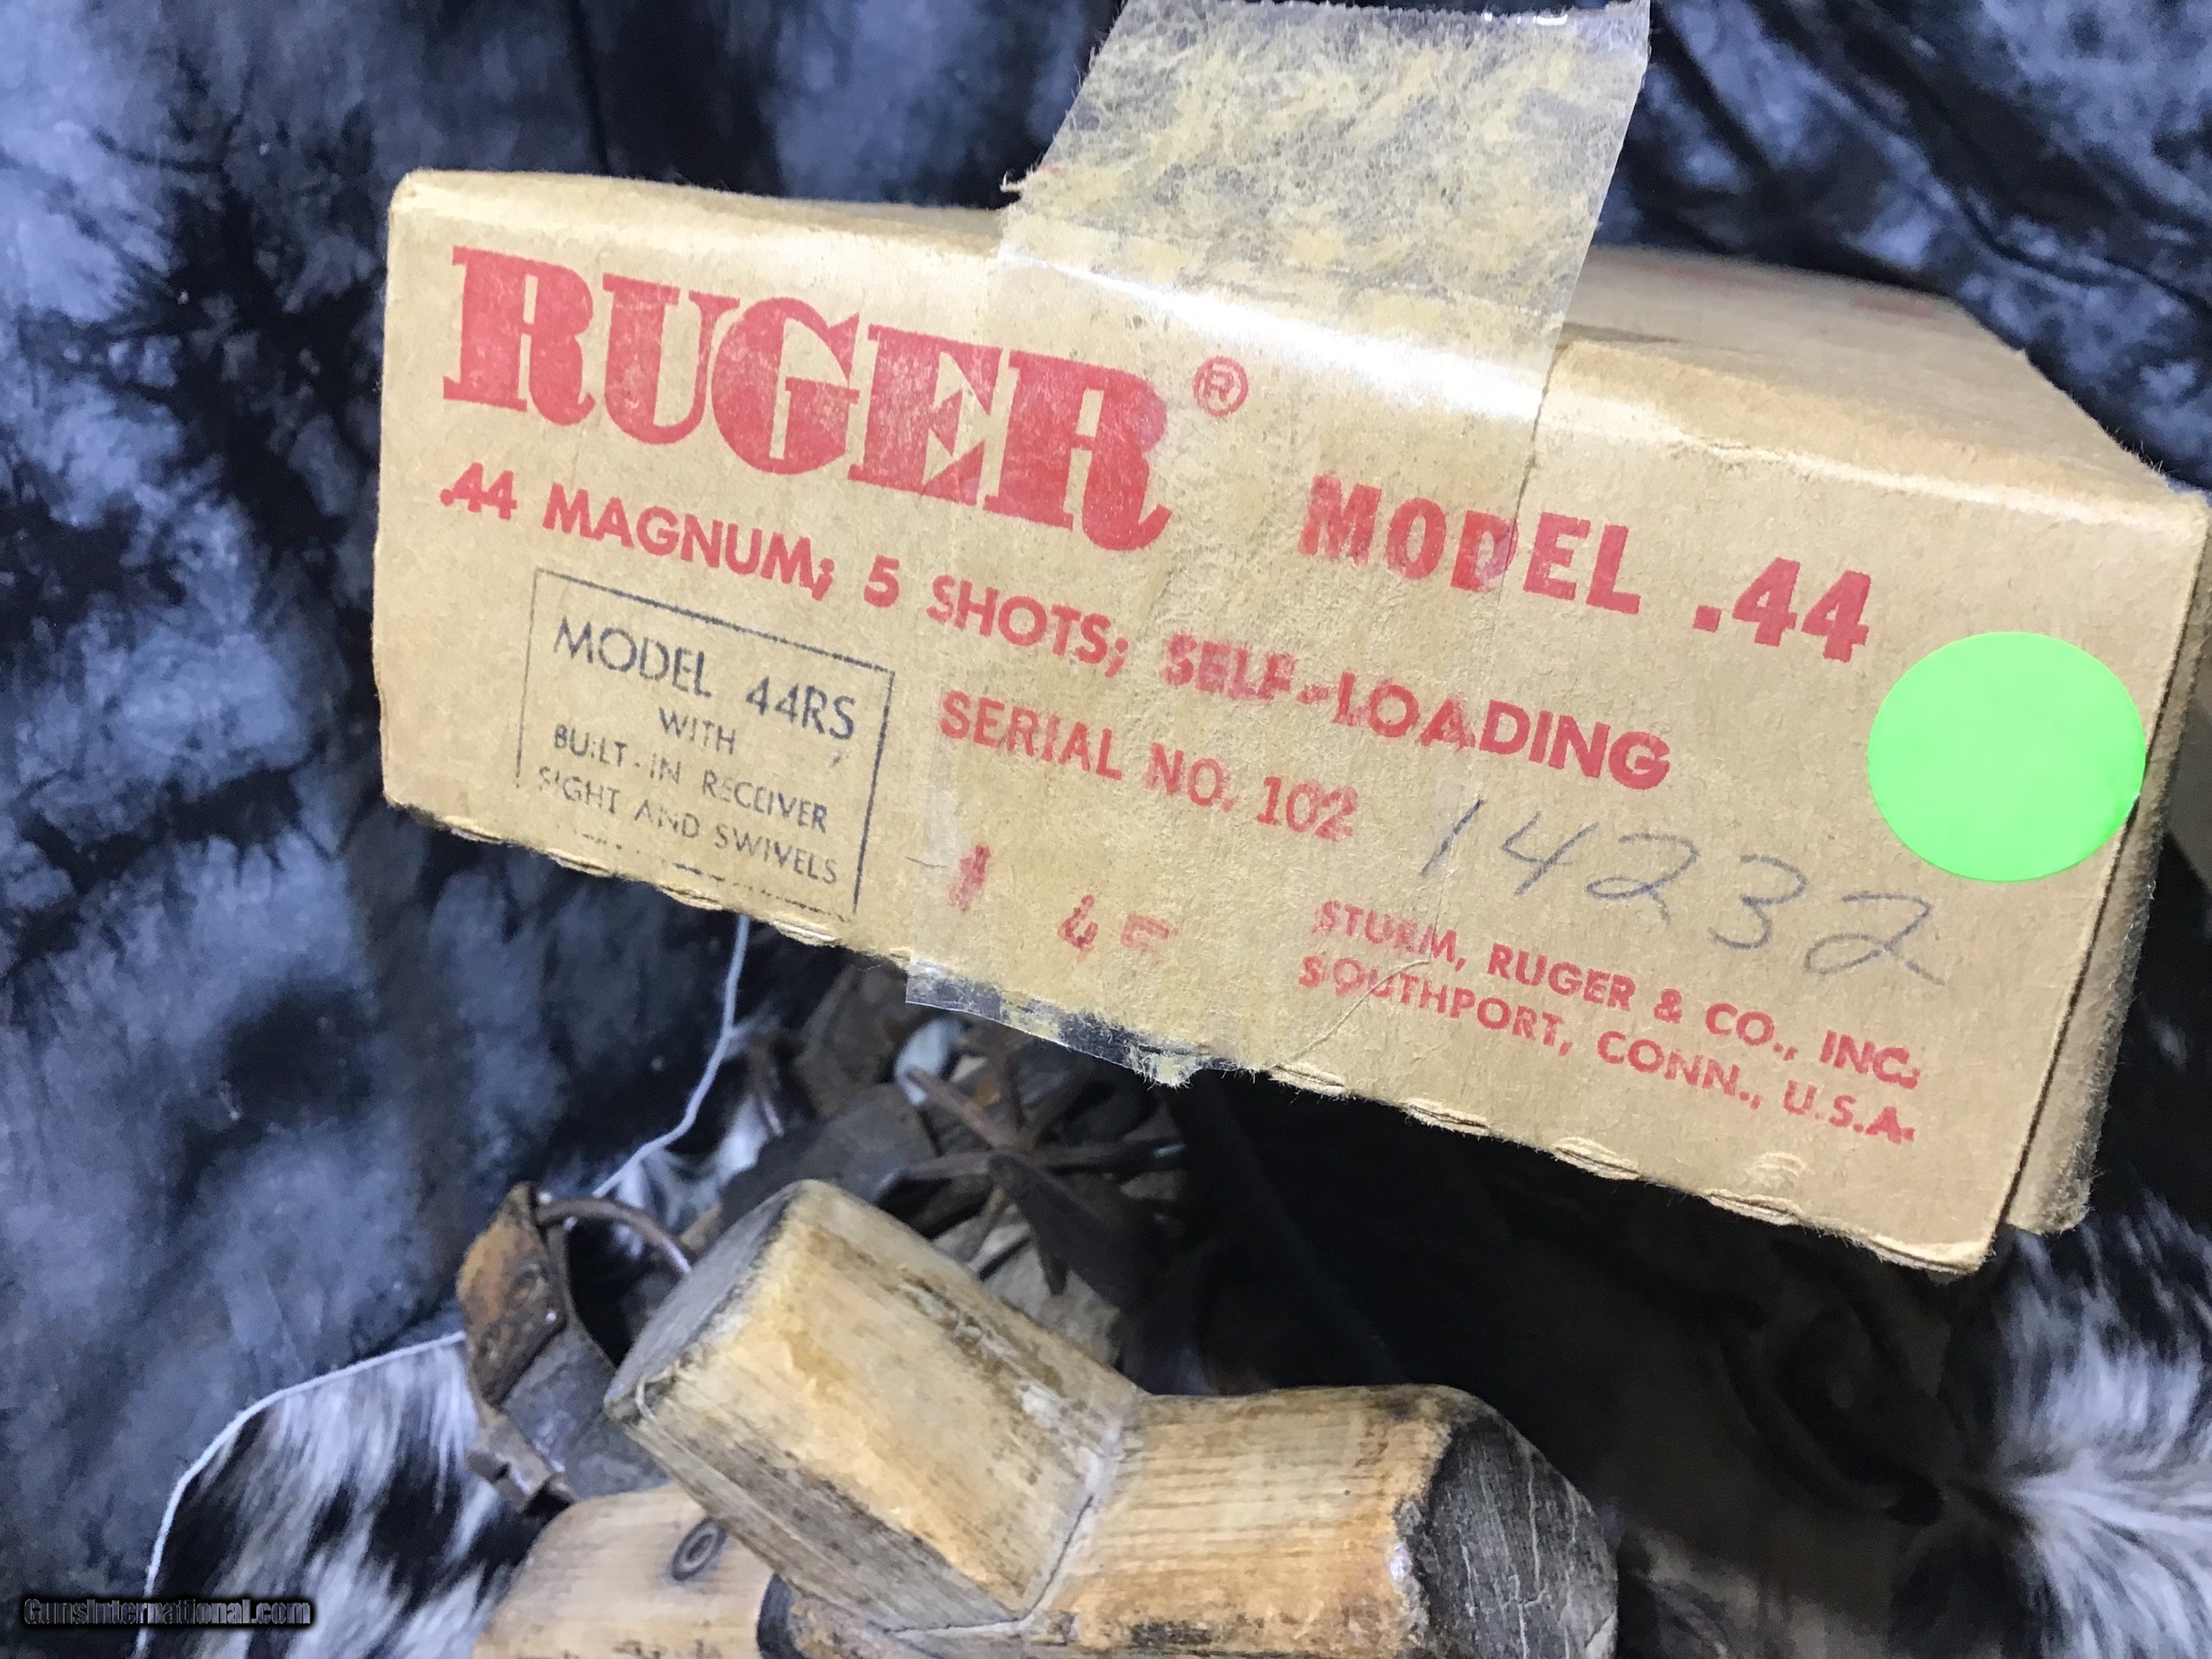 RUGER®
MODEL .44
.44 MAGNUM; 5 SHOTS; SELF-LOADING
MODEL 44RS
WITH
BUILT-IN RECEIVER
SIGHT AND SWIVELS
SERIAL NO. 102 14232
STURM, RUGER & CO., INC.
SOUTHPORT, CONN., U.S.A.
GunsInternational.com